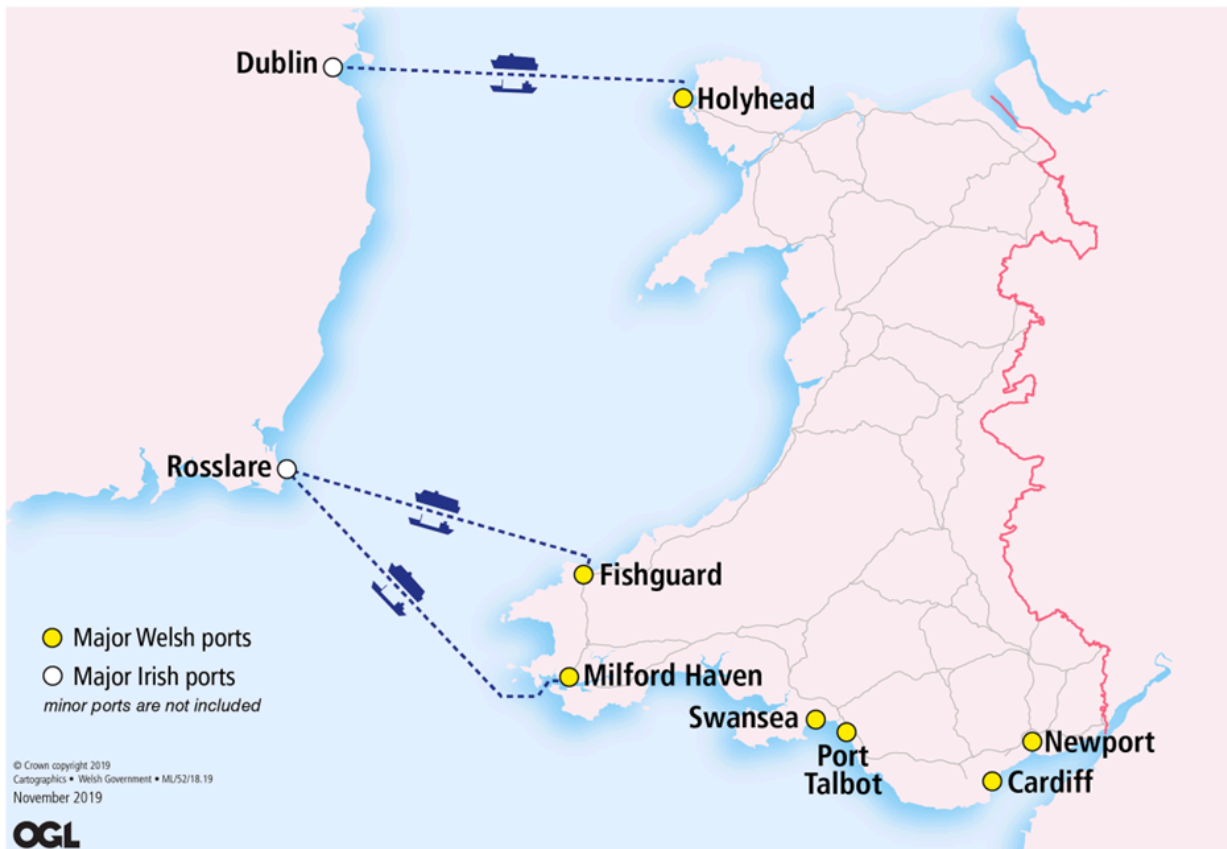 Dublin
Holyhead
Rosslare
Fishguard
Milford Haven
Swansea
Port
Talbot
Newport
Cardiff
Major Welsh ports
Major Irish ports
minor ports are not included
© Crown copyright 2019
Cartographics • Welsh Government • ML/52/18.19
November 2019
OGL